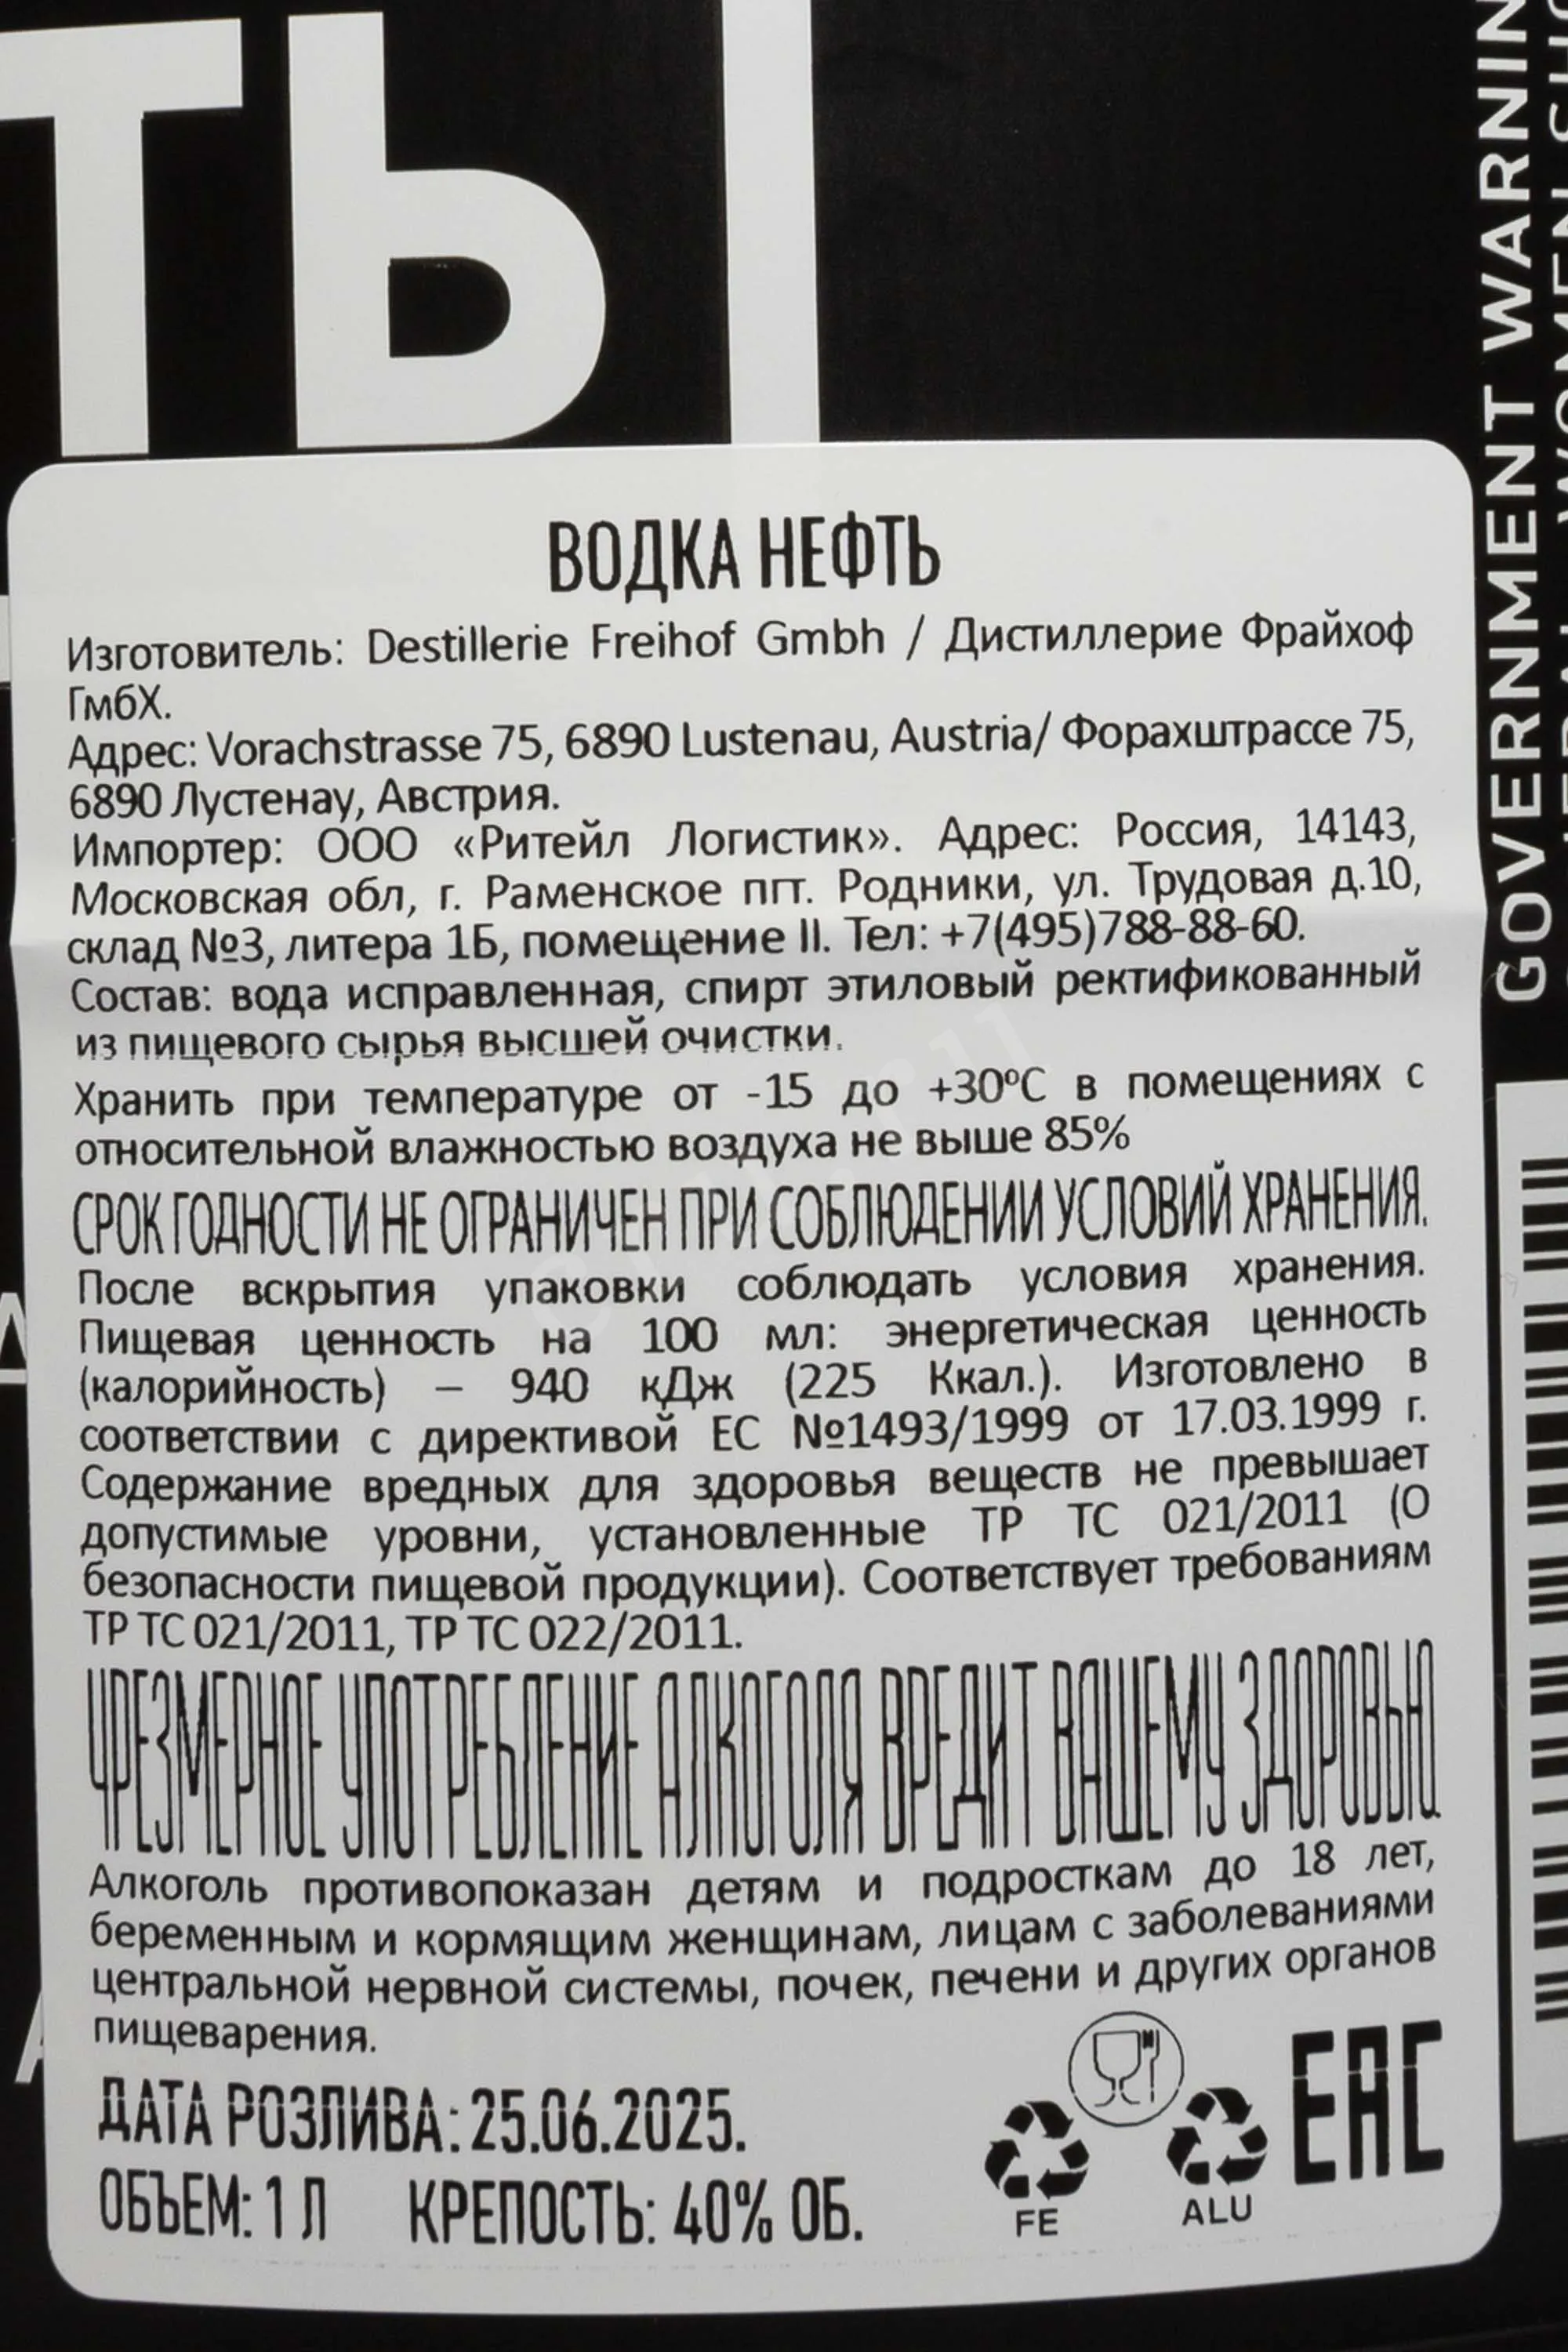 ТЬ
ВОДКА НЕФТЬ
Изготовитель: Destillerie Freihof Gmbh / Дистиллерие Фрайхоф
ГмбХ.
Адрес: Vorachstrasse 75, 6890 Lustenau, Austria/ Форахштрассе 75,
6890 Лустенау, Австрия.
Импортер: ООО «Ритейл Логистик». Адрес: Россия, 14143,
Московская обл, г. Раменское пгт. Родники, ул. Трудовая д.10,
склад №3, литера 1Б, помещение II. Тел: +7(495)788-88-60.
Состав: вода исправленная, спирт этиловый ректификованный
из пищевого сырья высшей очистки.
Хранить при температуре от -15 до +30ºС в помещениях с
относительной влажностью воздуха не выше 85%
СРОК ГОДНОСТИ НЕ ОГРАНИЧЕН ПРИ СОБЛЮДЕНИИ УСЛОВИЙ ХРАНЕНИЯ.
После вскрытия упаковки соблюдать условия хранения.
Пищевая ценность на 100 мл: энергетическая ценность
(калорийность) – 940 кДж (225 Ккал.). Изготовлено в
соответствии с директивой ЕС №1493/1999 от 17.03.1999 г.
Содержание вредных для здоровья веществ не превышает
допустимые уровни, установленные ТР ТС 021/2011 (О
безопасности пищевой продукции). Соответствует требованиям
ТР ТС 021/2011, ТР ТС 022/2011.
ЧРЕЗМЕРНОЕ УПОТРЕБЛЕНИЕ АЛКОГОЛЯ ВРЕДИТ ВАШЕМУ ЗДОРОВЬЮ.
Алкоголь противопоказан детям и подросткам до 18 лет,
беременным и кормящим женщинам, лицам с заболеваниями
центральной нервной системы, почек, печени и других органов
пищеварения.
ДАТА РОЗЛИВА: 25.06.2025.
ОБЪЕМ: 1 Л КРЕПОСТЬ: 40% ОБ.
FE
ALU
EAC
GOVERNMENT WARNIN
WOMEN SHO